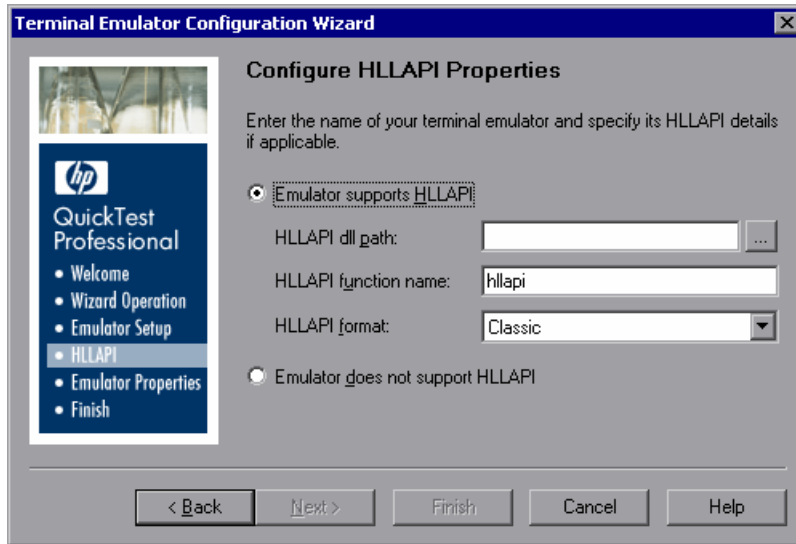 Terminal Emulator Configuration Wizard
Configure HLLAPI Properties
Enter the name of your terminal emulator and specify its HLLAPI details
if applicable.
hp
QuickTest
Professional
• Welcome
• Wizard Operation
• Emulator Setup
• HLLAPI
• Emulator Properties
• Finish
Emulator supports HLLAPI
HLLAPI dll path:
...
HLLAPI function name:
hllapi
HLLAPI format:
Classic
Emulator does not support HLLAPI
< Back
Next >
Finish
Cancel
Help